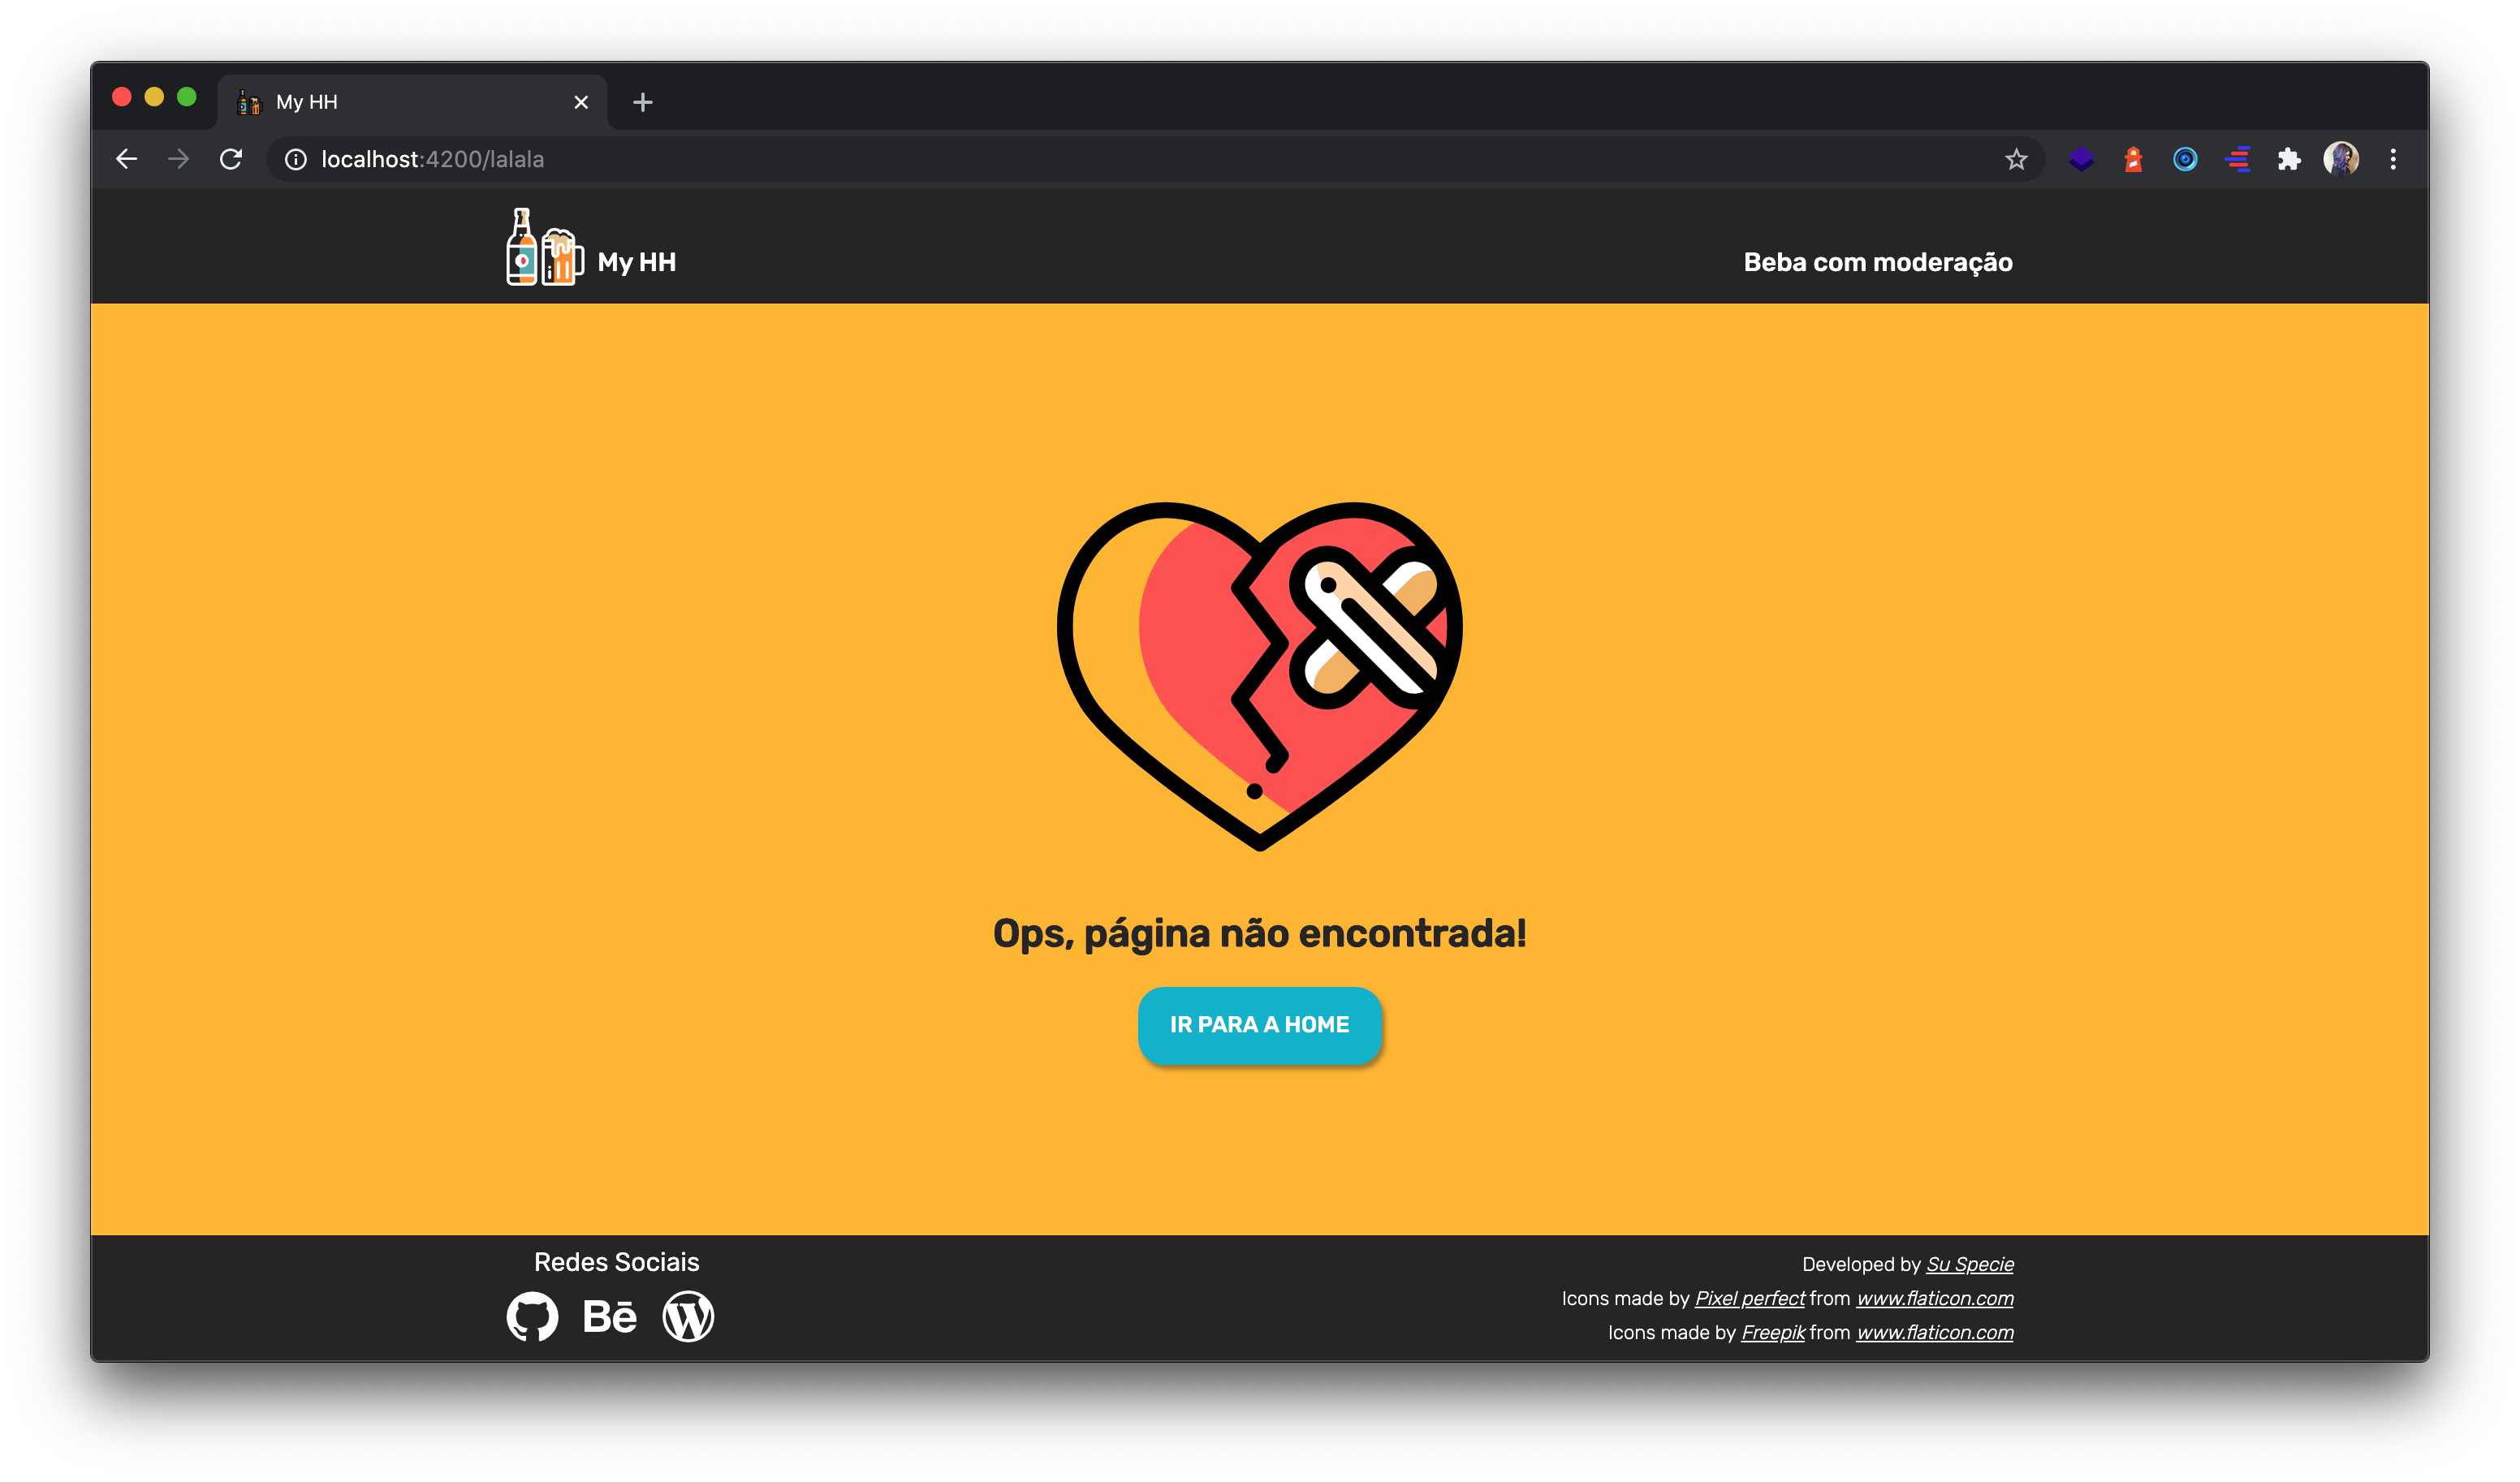 My HH
localhost:4200/lalala
My HH
Beba com moderação
Ops, página não encontrada!
IR PARA A HOME
Redes Sociais
Bē
Developed by Su Specie
Icons made by Pixel perfect from www.flaticon.com
Icons made by Freepik from www.flaticon.com